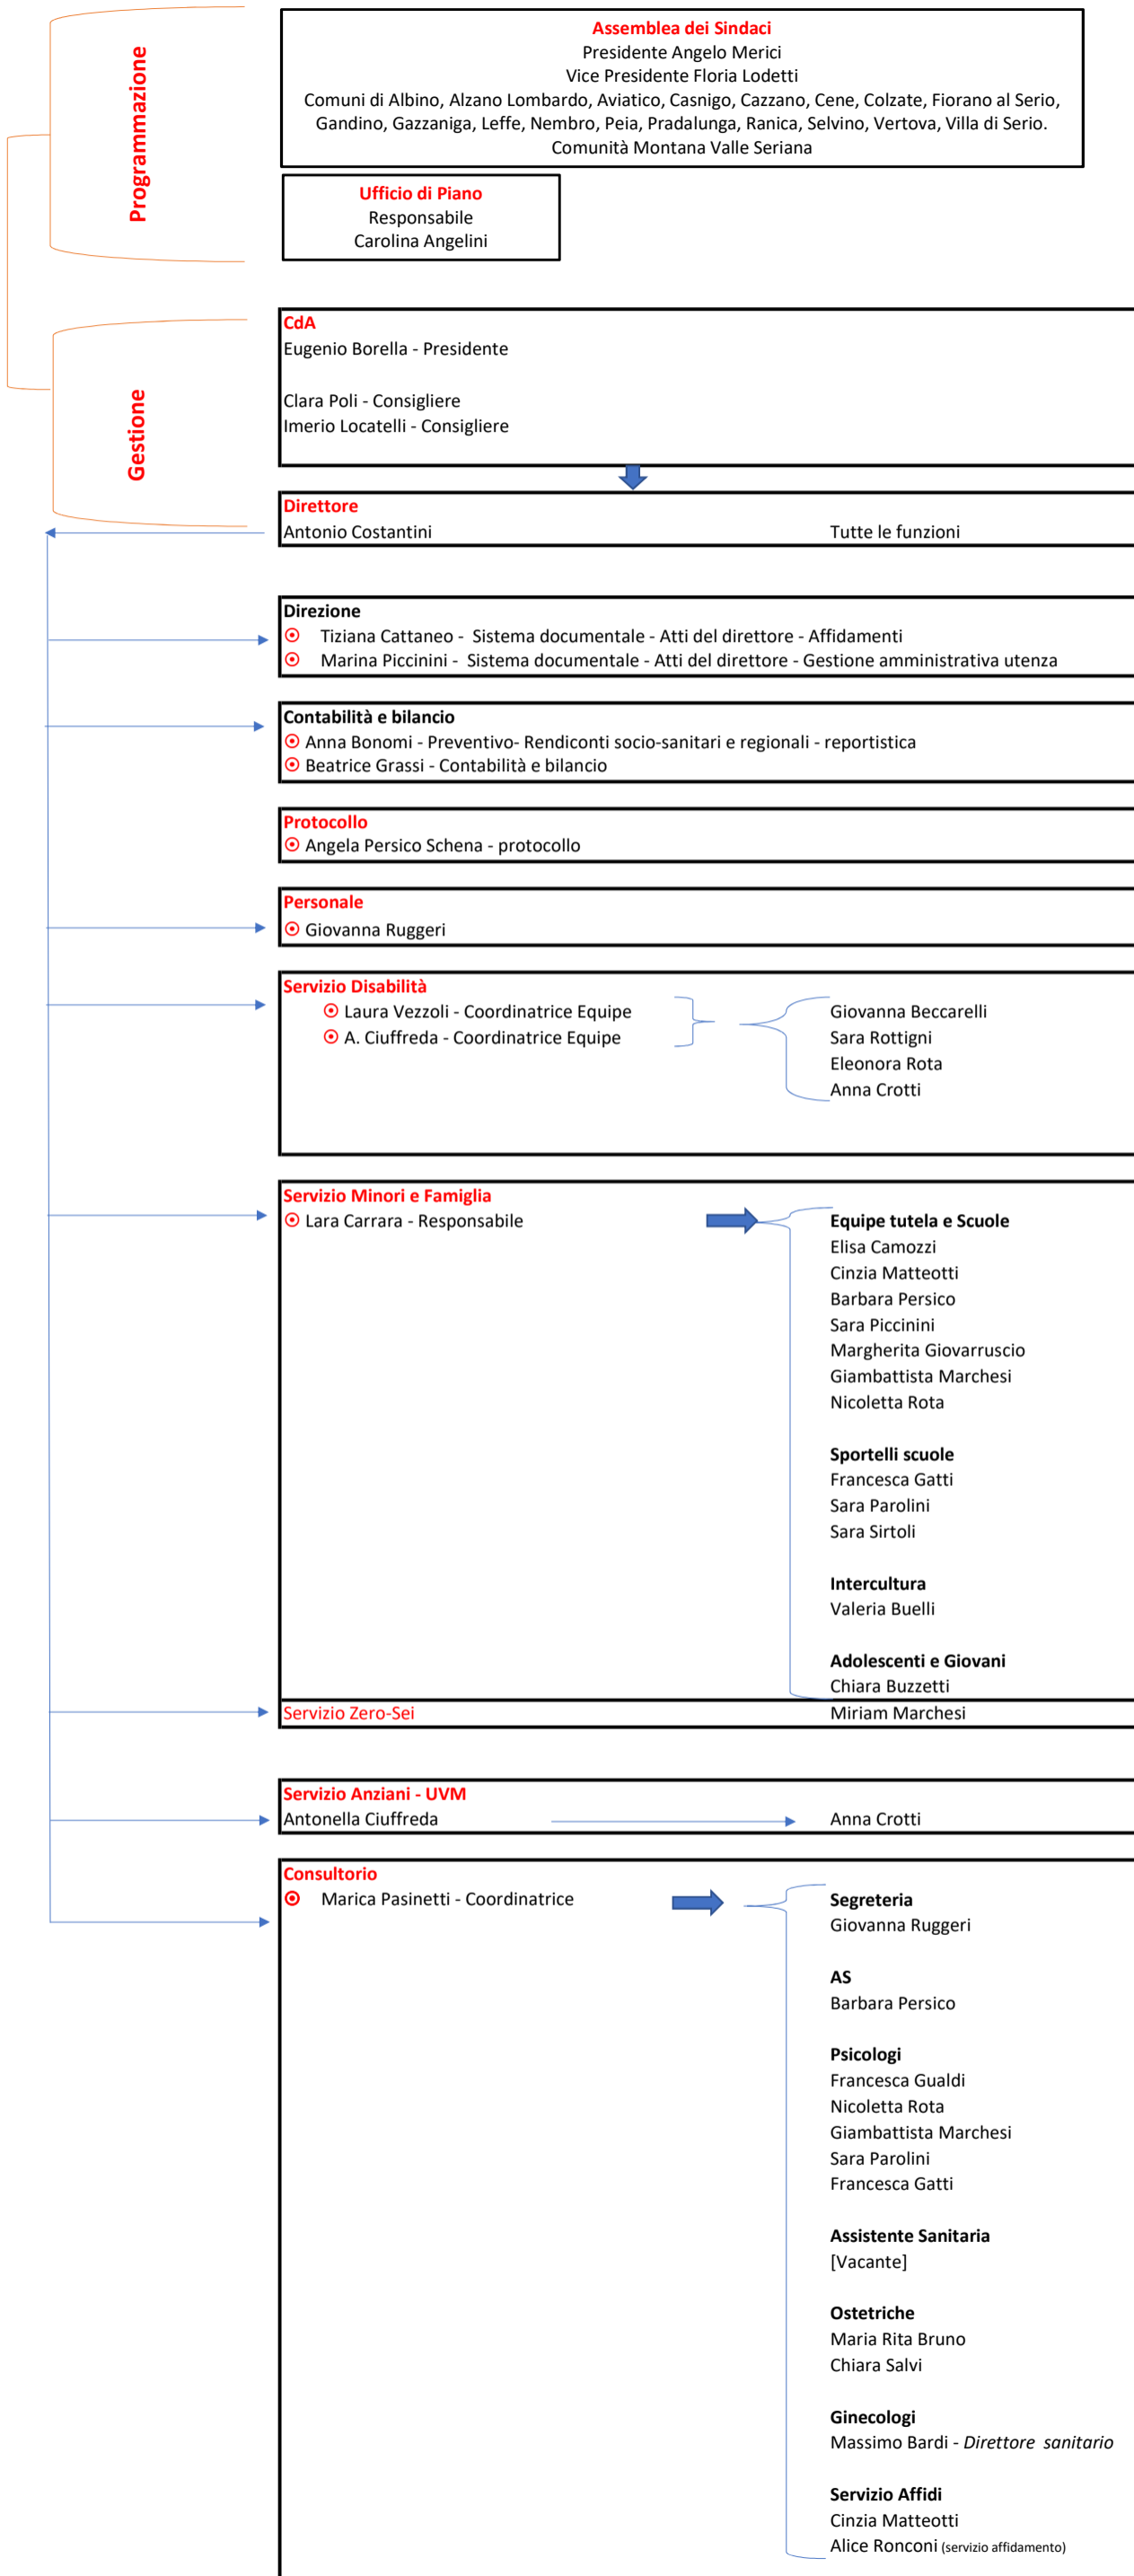 Programmazione
Assemblea dei Sindaci
Presidente Angelo Merici
Vice Presidente Floria Lodetti
Comuni di Albino, Alzano Lombardo, Aviatico, Casnigo, Cazzano, Cene, Colzate, Fiorano al Serio,
Gandino, Gazzaniga, Leffe, Nembro, Peia, Pradalunga, Ranica, Selvino, Vertova, Villa di Serio.
Comunità Montana Valle Seriana
Ufficio di Piano
Responsabile
Carolina Angelini
Gestione
CdA
Eugenio Borella - Presidente
Clara Poli - Consigliere
Imerio Locatelli - Consigliere
Direttore
Antonio Costantini Tutte le funzioni
Direzione
Tiziana Cattaneo - Sistema documentale - Atti del direttore - Affidamenti
Marina Piccinini - Sistema documentale - Atti del direttore - Gestione amministrativa utenza
Contabilità e bilancio
Anna Bonomi - Preventivo- Rendiconti socio-sanitari e regionali - reportistica
Beatrice Grassi - Contabilità e bilancio
Protocollo
Angela Persico Schena - protocollo
Personale
Giovanna Ruggeri
Servizio Disabilità
Laura Vezzoli - Coordinatrice Equipe
A. Ciuffreda - Coordinatrice Equipe
Giovanna Beccarelli
Sara Rottigni
Eleonora Rota
Anna Crotti
Servizio Minori e Famiglia
Lara Carrara - Responsabile
Equipe tutela e Scuole
Elisa Camozzi
Cinzia Matteotti
Barbara Persico
Sara Piccinini
Margherita Giovarruscio
Giambattista Marchesi
Nicoletta Rota
Sportelli scuole
Francesca Gatti
Sara Parolini
Sara Sirtoli
Intercultura
Valeria Buelli
Adolescenti e Giovani
Chiara Buzzetti
Servizio Zero-Sei Miriam Marchesi
Servizio Anziani - UVM
Antonella Ciuffreda Anna Crotti
Consultorio
Marica Pasinetti - Coordinatrice
Segreteria
Giovanna Ruggeri
AS
Barbara Persico
Psicologi
Francesca Gualdi
Nicoletta Rota
Giambattista Marchesi
Sara Parolini
Francesca Gatti
Assistente Sanitaria
[Vacante]
Ostetriche
Maria Rita Bruno
Chiara Salvi
Ginecologi
Massimo Bardi - Direttore sanitario
Servizio Affidi
Cinzia Matteotti
Alice Ronconi (servizio affidamento)